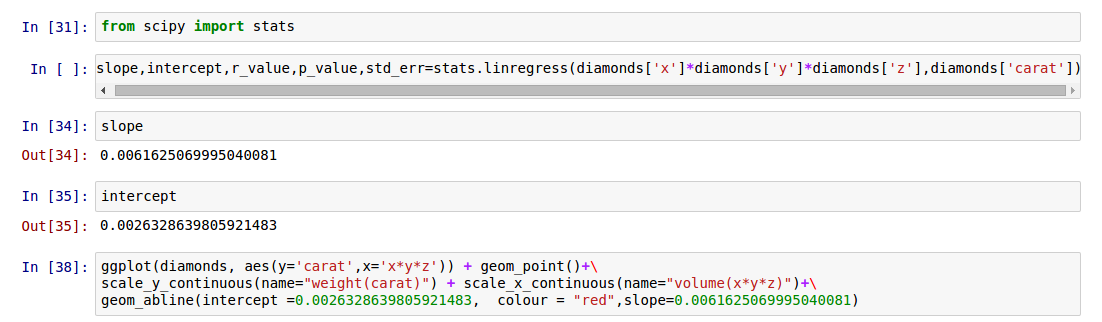 In [31]: from scipy import stats
In [ ]: slope,intercept,r_value,p_value,std_err=stats.linregress(diamonds['x']*diamonds['y']*diamonds['z'],diamonds['carat'])
In [34]: slope
Out[34]: 0.0061625069995040081
In [35]: intercept
Out[35]: 0.0026328639805921483
In [38]: ggplot(diamonds, aes(y='carat',x='x*y*z')) + geom_point()+\
scale_y_continuous(name="weight(carat)") + scale_x_continuous(name="volume(x*y*z)")+\
geom_abline(intercept =0.0026328639805921483,  colour = "red",slope=0.0061625069995040081)